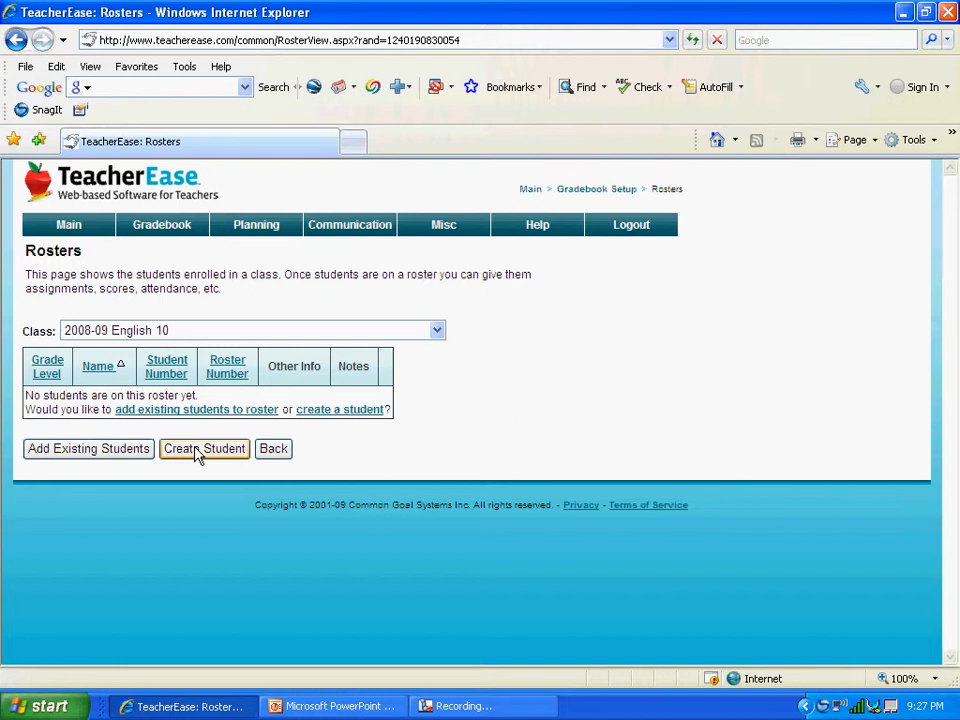 TeacherEase: Rosters - Windows Internet Explorer
http://www.teacherease.com/common/RosterView.aspx?rand=1240190830054
Google
File Edit View Favorites Tools Help
Google g Search Bookmarks Find Check AutoFill Sign In
SnagIt
TeacherEase: Rosters
Page Tools
TeacherEase
Web-based Software for Teachers
Main > Gradebook Setup > Rosters
Main Gradebook Planning Communication Misc Help Logout
Rosters
This page shows the students enrolled in a class. Once students are on a roster you can give them
assignments, scores, attendance, etc.
Class: 2008-09 English 10
Grade Level Name Student Number Roster Number Other Info Notes
No students are on this roster yet.
Would you like to add existing students to roster or create a student?
Add Existing Students Create Student Back
Copyright © 2001-09 Common Goal Systems Inc. All rights reserved. - Privacy - Terms of Service
Internet 100%
start TeacherEase: Roster... Microsoft PowerPoint ... Recording... 9:27 PM